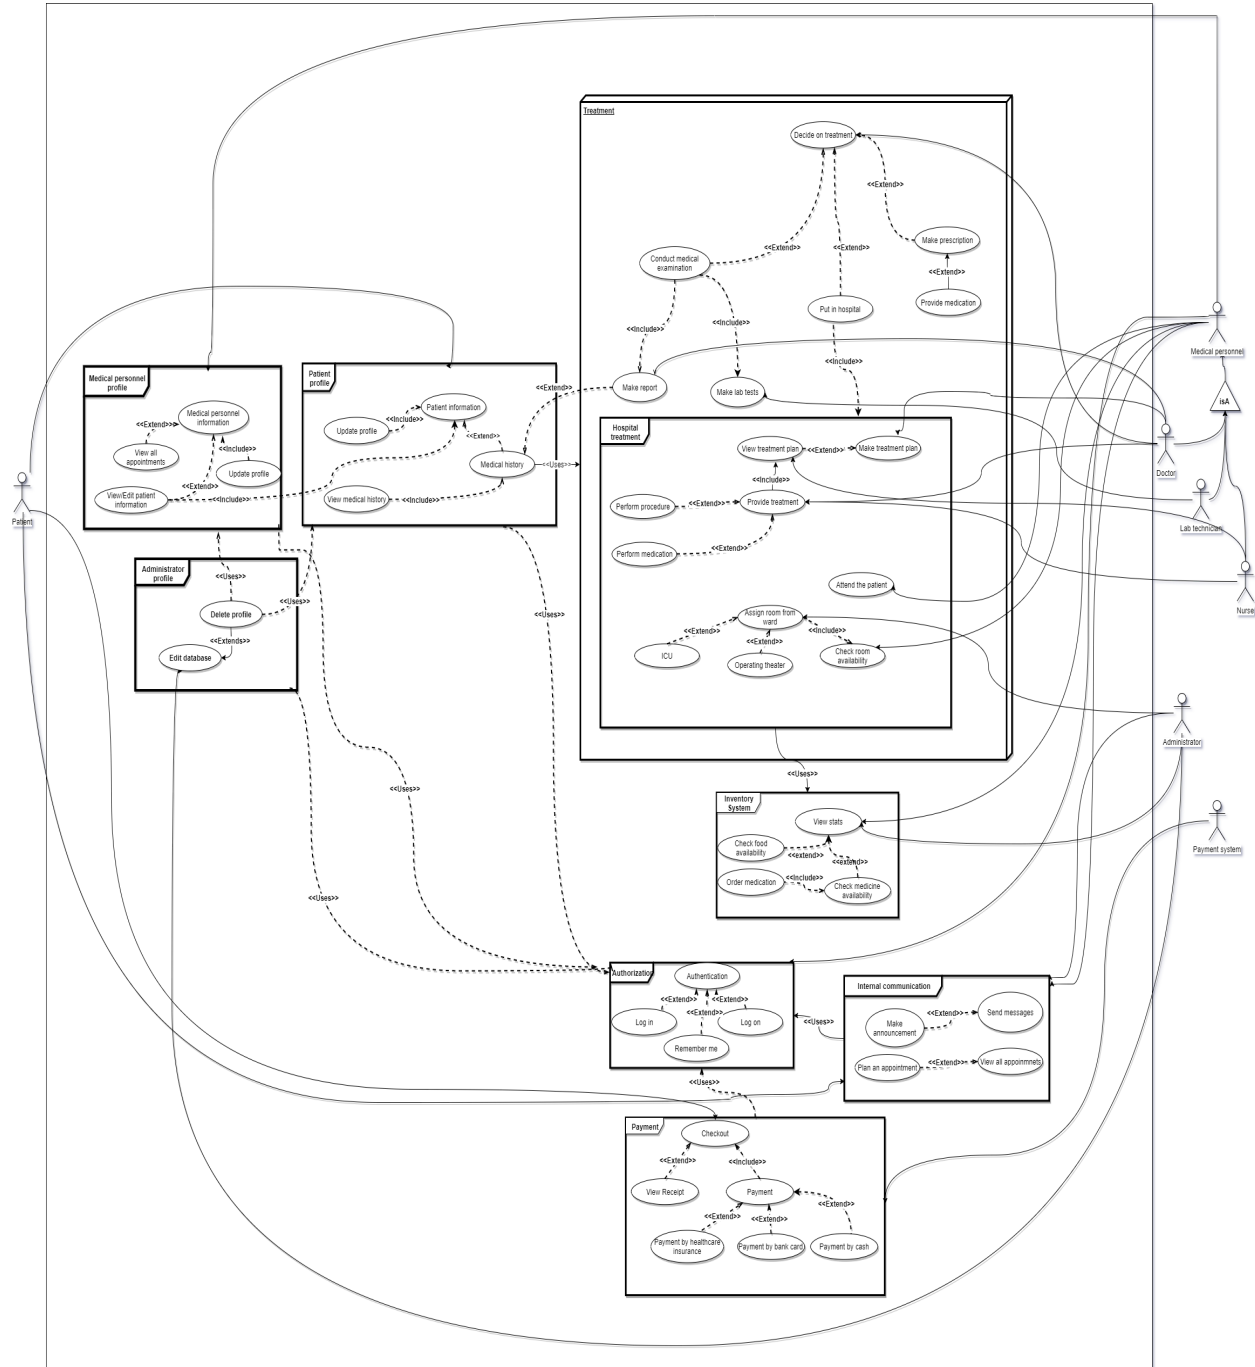 Treatment
Decide on treatment
<<Extend>>
Make prescription
<<Extend>>
<<Extend>>
Conduct medical
examination
<<Extend>>
Provide medication
Put in hospital
<<Include>>
<<Include>>
Medical personnel
<<Include>>
Medical personnel
profile
Patient
profile
<<Extend>>
Make report
Make lab tests
isA
Patient information
Medical personnel
information
<<Include>>
<<Extend>>
Update profile
<<Extend>>
<<Include>>
View all
appointments
Medical history
<<Uses>>
Update profile
<<Extend>>
View/Edit patient
information
<<Include>>
View medical history
<<Include>>
Hospital
treatment
View treatment plan
<<Extend>>
Make treatment plan
<<Include>>
Perform procedure
<<Extend>>
Provide treatment
Perform medication
<<Extend>>
Attend the patient
Assign room from
ward
<<Extend>>
<<Include>>
<<Extend>>
ICU
Operating theater
Check room
availability
Doctor
Lab technician
Nurse
Patient
Administrator
profile
<<Uses>>
<<Uses>>
Delete profile
<<Extends>>
Edit database
<<Uses>>
Administrator
<<Uses>>
<<Uses>>
Inventory
System
View stats
Check food
availability
<<extend>>
<<extend>>
Order medication
<<include>>
Check medicine
availability
Payment system
<<Uses>>
Authorization
Authentication
<<Extend>>
<<Extend>>
<<Extend>>
Log in
Log on
Remember me
<<Uses>>
Internal communication
Make
announcement
<<Extend>>
Send messages
Plan an appointment
<<Extend>>
View all appoinmnets
<<Uses>>
Payment
Checkout
<<Extend>>
<<Include>>
View Receipt
Payment
<<Extend>>
<<Extend>>
<<Extend>>
Payment by healthcare
insurance
Payment by bank card
Payment by cash